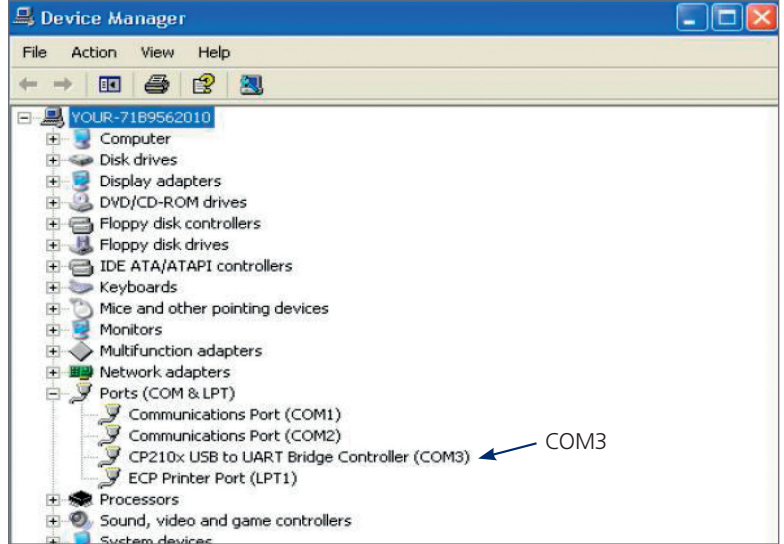 Device Manager
File Action View Help
YOUR-71B9562010
Computer
Disk drives
Display adapters
DVD/CD-ROM drives
Floppy disk controllers
Floppy disk drives
IDE ATA/ATAPI controllers
Keyboards
Mice and other pointing devices
Monitors
Multifunction adapters
Network adapters
Ports (COM & LPT)
Communications Port (COM1)
Communications Port (COM2)
CP210x USB to UART Bridge Controller (COM3) COM3
ECP Printer Port (LPT1)
Processors
Sound, video and game controllers
System devices